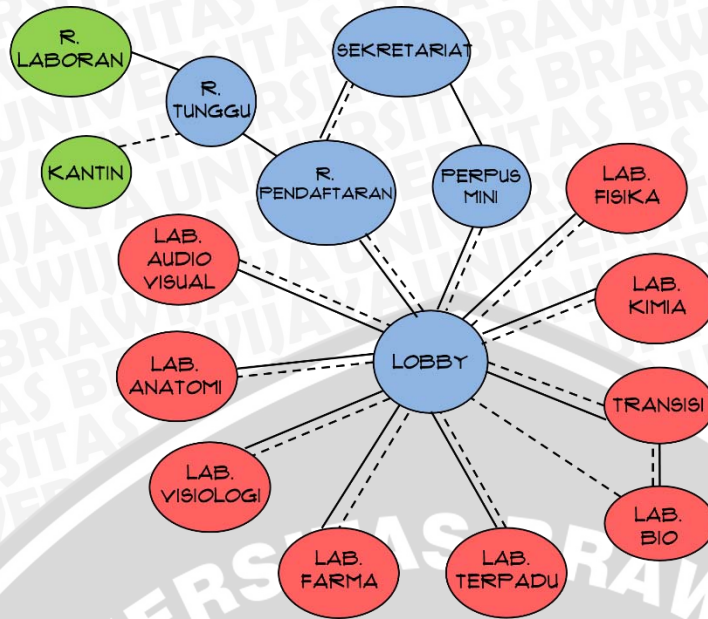 R.
LABORAN
SEKRETARIAT
R.
TUNGGU
KANTIN
R.
PENDAFTARAN
PERPUS
MINI
LAB.
FISIKA
LAB.
AUDIO
VISUAL
LAB.
KIMIA
LOBBY
LAB.
ANATOMI
TRANSISI
LAB.
VISIOLOGI
LAB.
BIO
LAB.
FARMA
LAB.
TERPADU